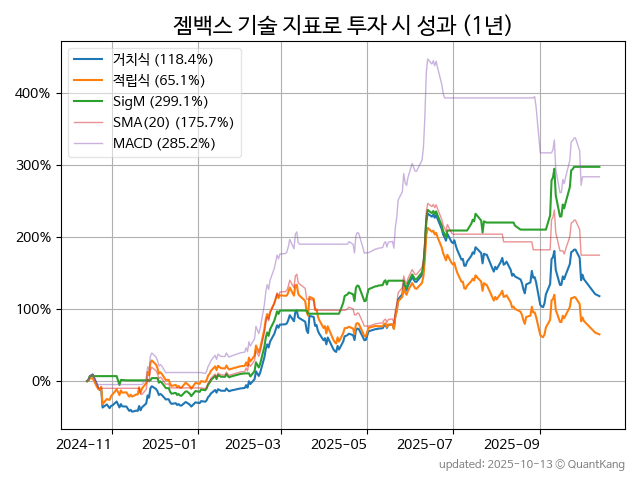 젬백스 기술 지표로 투자 시 성과 (1년)
거치식 (118.4%)
적립식 (65.1%)
SigM (299.1%)
SMA(20) (175.7%)
MACD (285.2%)
400%
300%
200%
100%
0%
2024-11 2025-01 2025-03 2025-05 2025-07 2025-09
updated: 2025-10-13 © QuantKang